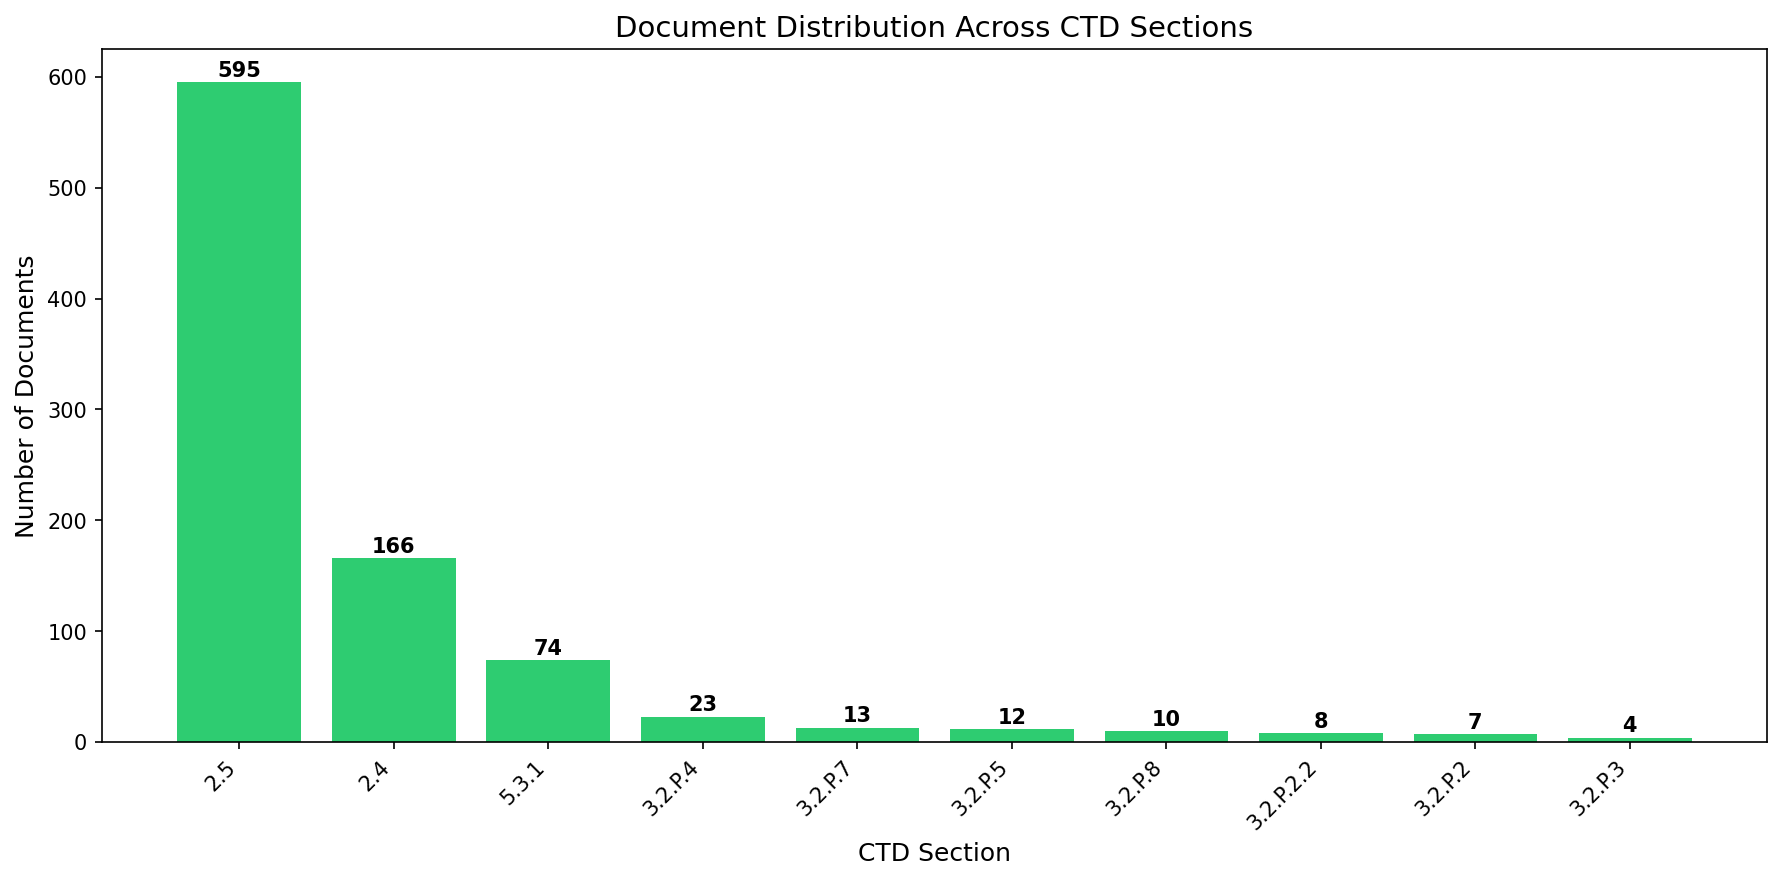 Document Distribution Across CTD Sections
Number of Documents
600
500
400
300
200
100
0
595
166
74
23
13
12
10
8
7
4
2.5
2.4
5.3.1
3.2.P.4
3.2.P.7
3.2.P.5
3.2.P.8
3.2.P.2.2
3.2.P.2
3.2.P.3
CTD Section